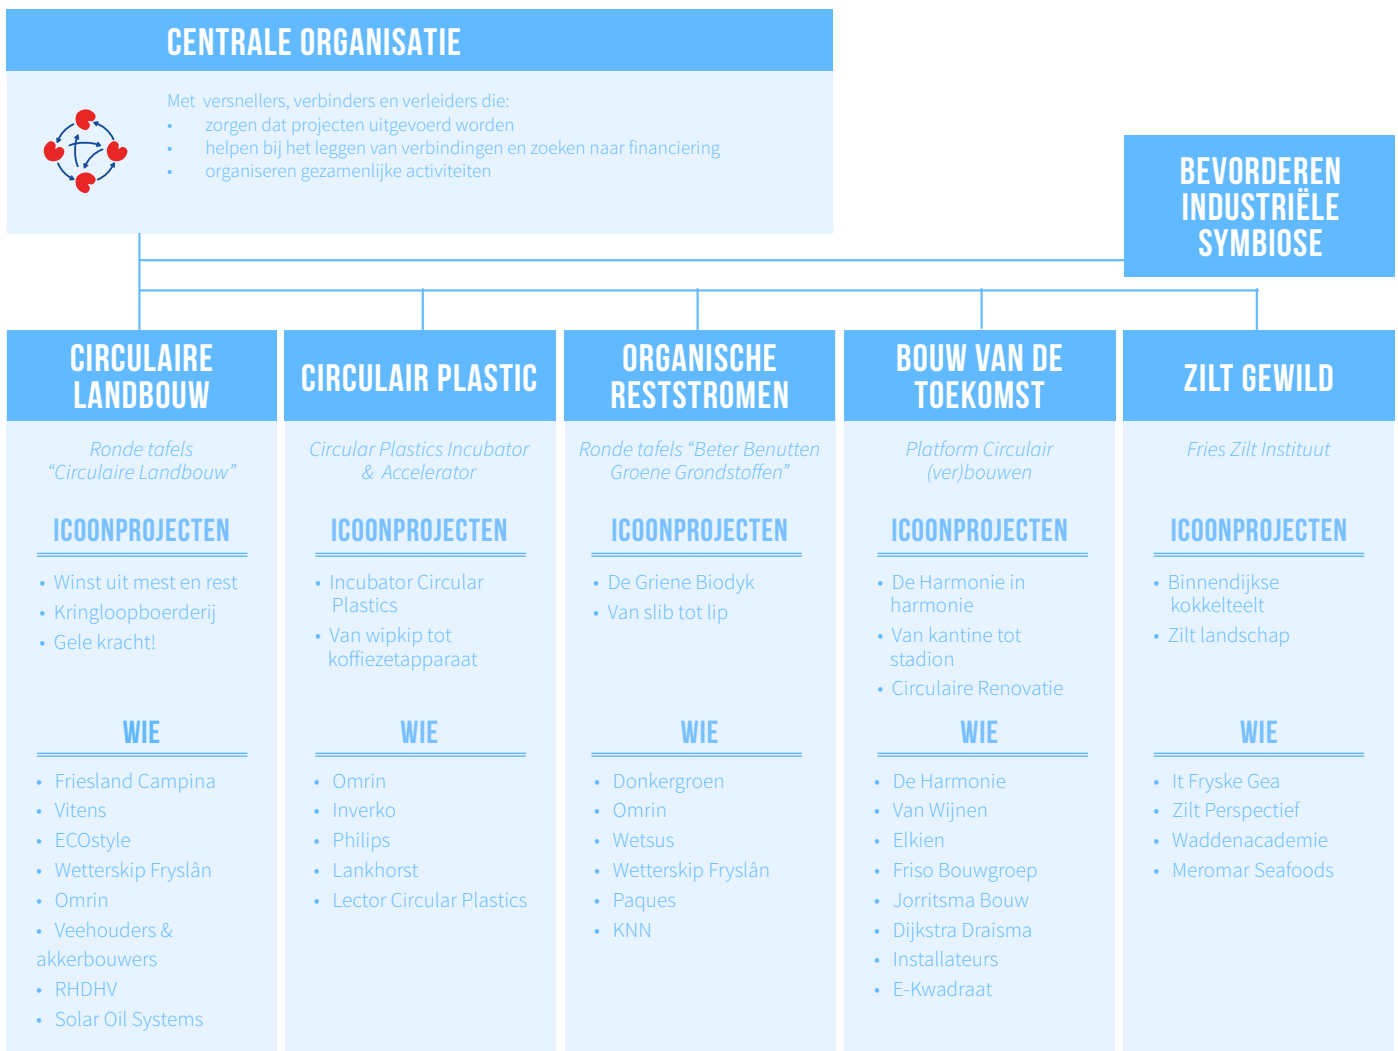 CENTRALE ORGANISATIE
Met versnellers, verbinders en verleiders die:
• zorgen dat projecten uitgevoerd worden
• helpen bij het leggen van verbindingen en zoeken naar financiering
• organiseren gezamenlijke activiteiten
BEVORDEREN
INDUSTRIËLE
SYMBIOSE
CIRCULAIRE
LANDBOUW
Ronde tafels
“Circulaire Landbouw”
ICOONPROJECTEN
• Winst uit mest en rest
• Kringloopboerderij
• Gele kracht!
WIE
• Friesland Campina
• Vitens
• ECOstyle
• Wetterskip Fryslân
• Omrin
• Veehouders &
akkerbouwers
• RHDHV
• Solar Oil Systems
CIRCULAIR PLASTIC
Circular Plastics Incubator
& Accelerator
ICOONPROJECTEN
• Incubator Circular
Plastics
• Van wipkip tot
koffiezetapparaat
WIE
• Omrin
• Inverko
• Philips
• Lankhorst
• Lector Circular Plastics
ORGANISCHE
RESTSTROMEN
Ronde tafels “Beter Benutten
Groene Grondstoffen”
ICOONPROJECTEN
• De Griene Biodyk
• Van slib tot lip
WIE
• Donkergroen
• Omrin
• Wetsus
• Wetterskip Fryslân
• Paques
• KNN
BOUW VAN DE
TOEKOMST
Platform Circulair
(ver)bouwen
ICOONPROJECTEN
• De Harmonie in
harmonie
• Van kantine tot
stadion
• Circulaire Renovatie
WIE
• De Harmonie
• Van Wijnen
• Elkien
• Friso Bouwgroep
• Jorritsma Bouw
• Dijkstra Draisma
• Installateurs
• E-Kwadraat
ZILT GEWILD
Fries Zilt Instituut
ICOONPROJECTEN
• Binnendijkse
kokkelteelt
• Zilt landschap
WIE
• It Fryske Gea
• Zilt Perspectief
• Waddenacademie
• Meromar Seafoods